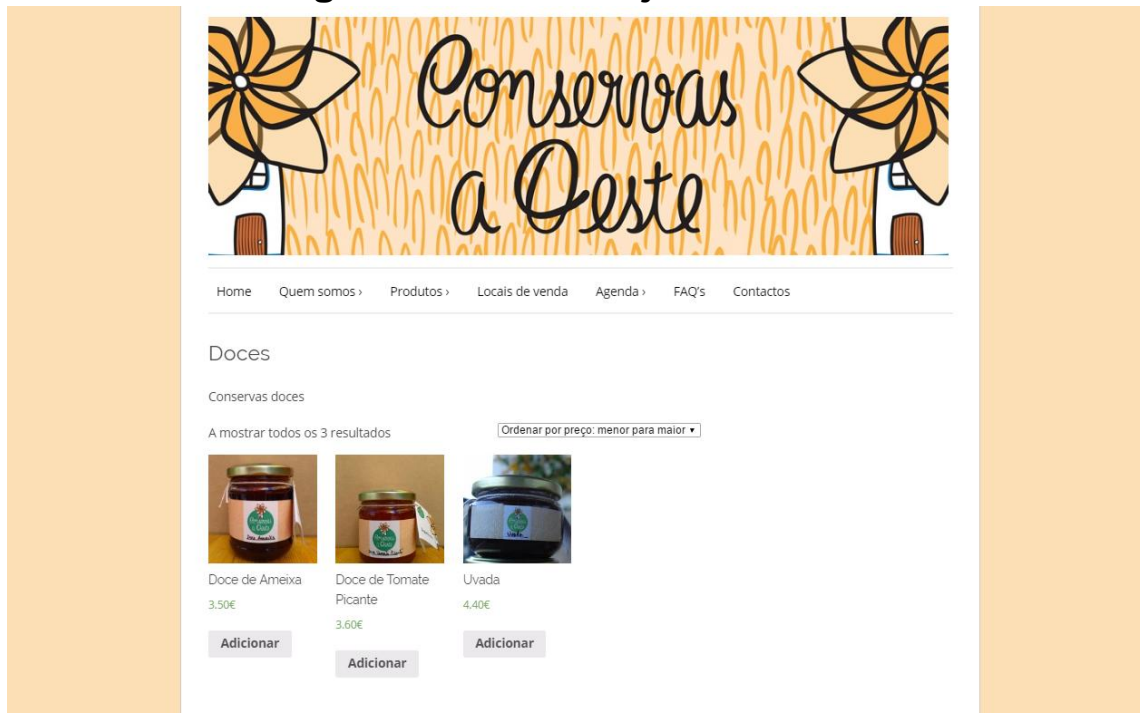 Conservas
a Oeste
Home Quem somos › Produtos › Locais de venda Agenda › FAQ's Contactos
Doces
Conservas doces
A mostrar todos os 3 resultados Ordenar por preço: menor para maior ▾
Doce de Ameixa Doce de Tomate Picante Uvada
3.50€ 3.60€ 4.40€
Adicionar Adicionar Adicionar